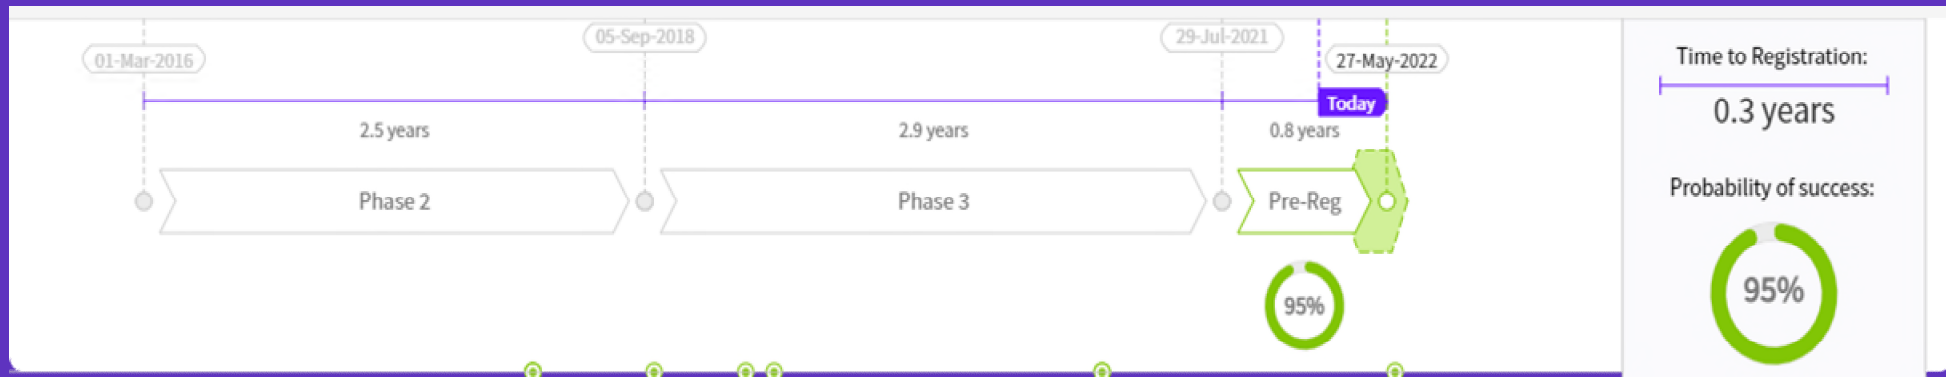 01-Mar-2016
05-Sep-2018
29-Jul-2021
27-May-2022
Today
2.5 years
2.9 years
0.8 years
Phase 2
Phase 3
Pre-Reg
95%
Time to Registration:
0.3 years
Probability of success:
95%